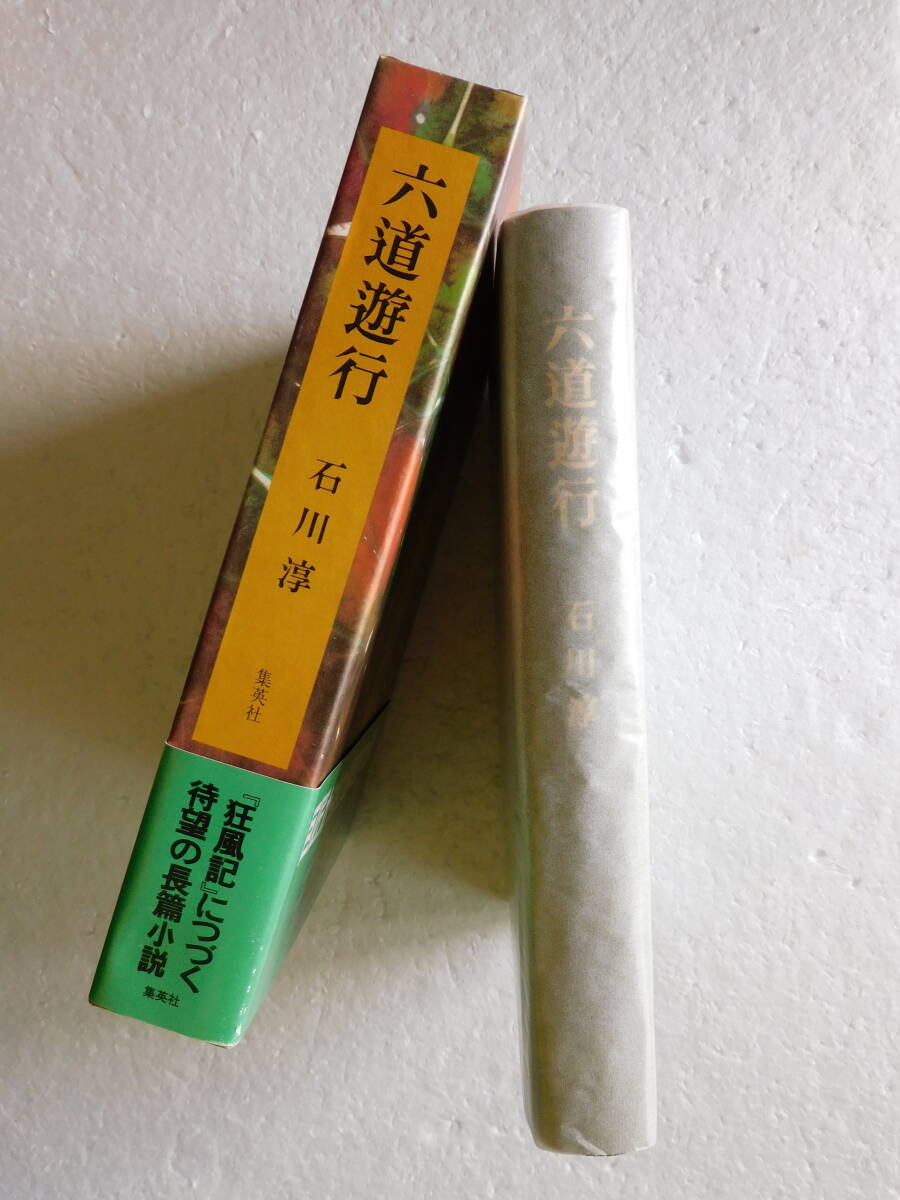 六道遊行
石川淳
集英社
『狂風記』につづく
待望の長篇小説
集英社
六道遊行
石川淳